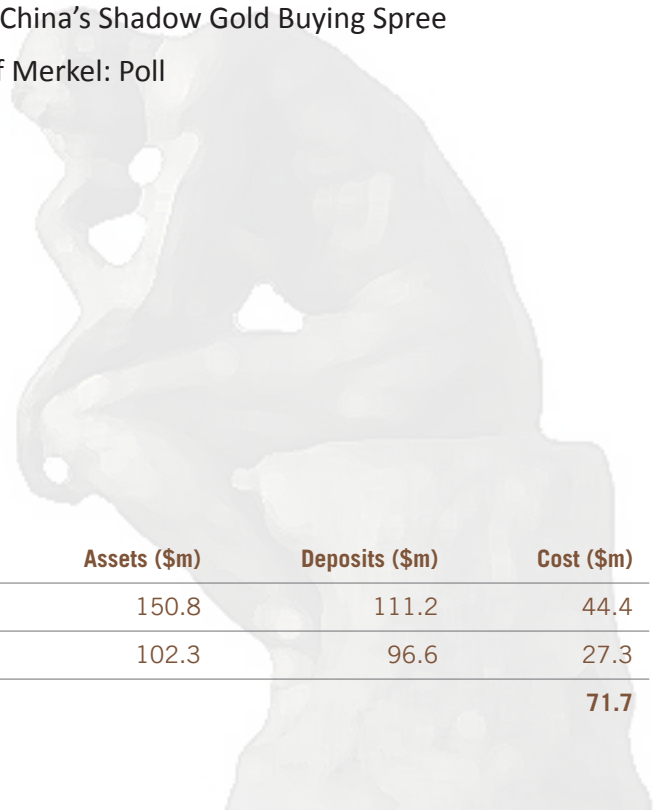 China’s Shadow Gold Buying Spree
f Merkel: Poll
Assets ($m) Deposits ($m) Cost ($m)
150.8 111.2 44.4
102.3 96.6 27.3
71.7